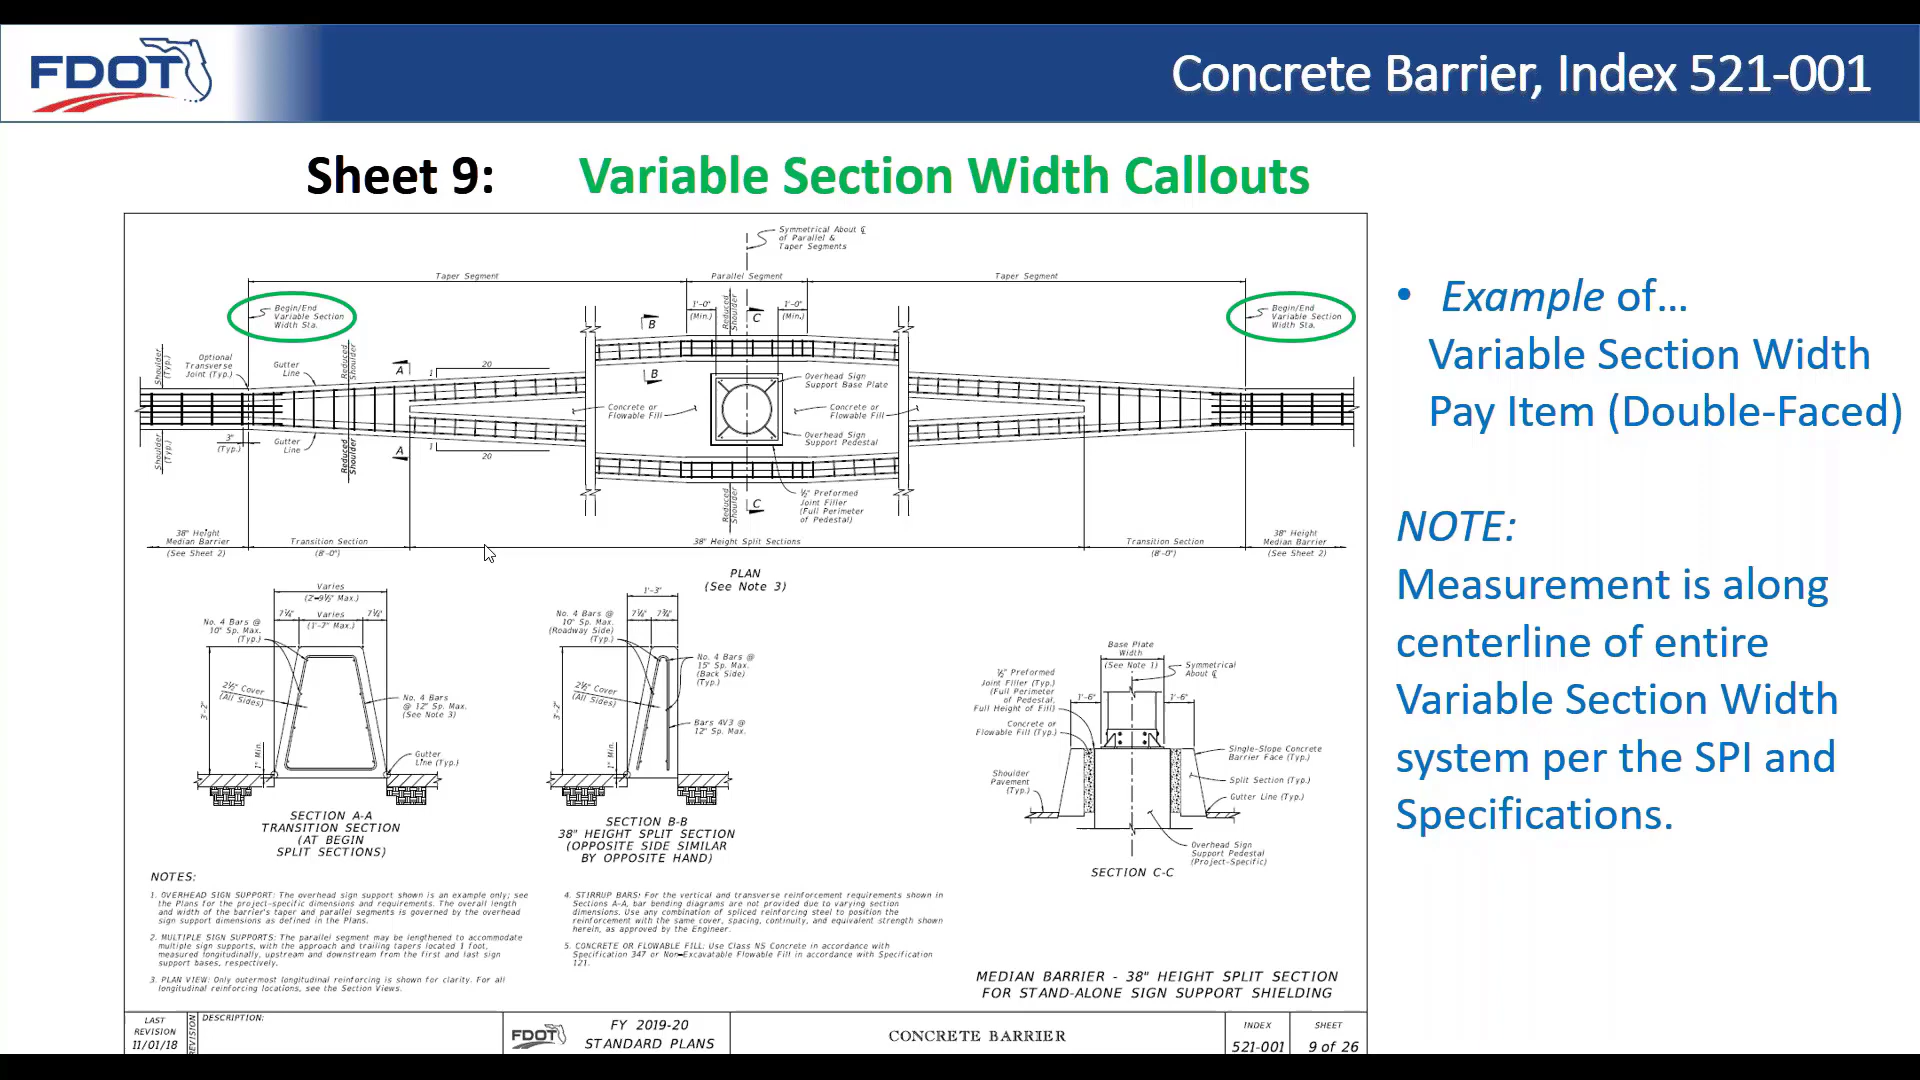 FDOT
Concrete Barrier, Index 521-001
Sheet 9: Variable Section Width Callouts
Symmetrical About ℄
of Parallel &
Taper Segments
Taper Segment
Parallel Segment
Taper Segment
Begin/End
Variable Section
Width Sta.
1'-0"
(Min.)
Reduced
Shoulder
1'-0"
(Min.)
Begin/End
Variable Section
Width Sta.
B
C
Shoulder
(Typ.)
Optional
Transverse
Joint (Typ.)
Gutter
Line
Reduced
Shoulder
A
1
20
B
Overhead Sign
Support Base Plate
Concrete or
Flowable Fill
Concrete or
Flowable Fill
Overhead Sign
Support Pedestal
Shoulder
(Typ.)
3"
(Typ.)
Gutter
Line
Reduced
Shoulder
A
1
20
Reduced
Shoulder
C
½" Preformed
Joint Filler
(Full Perimeter
of Pedestal)
38" Height
Median Barrier
(See Sheet 2)
Transition Section
(8'-0")
38" Height Split Sections
Transition Section
(8'-0")
38" Height
Median Barrier
(See Sheet 2)
PLAN
(See Note 3)
Varies
(2'-9½" Max.)
7¼"
Varies
(1'-7" Max.)
7¼"
No. 4 Bars @
10" Sp. Max.
(Typ.)
2½" Cover
(All Sides)
3'-2"
1" Min.
No. 4 Bars
@ 12" Sp. Max.
(See Note 3)
Gutter
Line (Typ.)
SECTION A-A
TRANSITION SECTION
(AT BEGIN
SPLIT SECTIONS)
1'-3"
7¼"
7¾"
No. 4 Bars @
10" Sp. Max.
(Roadway Side)
(Typ.)
No. 4 Bars @
15" Sp. Max.
(Back Side)
(Typ.)
2½" Cover
(All Sides)
3'-2"
1" Min.
Bars 4V3 @
12" Sp. Max.
SECTION B-B
38" HEIGHT SPLIT SECTION
(OPPOSITE SIDE SIMILAR
BY OPPOSITE HAND)
Base Plate
Width
(See Note 1)
Symmetrical
About ℄
½" Preformed
Joint Filler (Typ.)
(Full Perimeter
of Pedestal,
Full Height of Fill)
1'-6"
1'-6"
Concrete or
Flowable Fill (Typ.)
Shoulder
Pavement
(Typ.)
Single-Slope Concrete
Barrier Face (Typ.)
Split Section (Typ.)
Gutter Line (Typ.)
Overhead Sign
Support Pedestal
(Project-Specific)
SECTION C-C
NOTES:
1. OVERHEAD SIGN SUPPORT: The overhead sign support shown is an example only; see
the Plans for the project-specific dimensions and requirements. The overall length
and width of the barrier's taper and parallel segments is governed by the overhead
sign support dimensions as defined in the Plans.
2. MULTIPLE SIGN SUPPORTS: The parallel segment may be lengthened to accommodate
multiple sign supports, with the approach and trailing tapers located 1 foot,
measured longitudinally, upstream and downstream from the first and last sign
support bases, respectively.
3. PLAN VIEW: Only outermost longitudinal reinforcing is shown for clarity. For all
longitudinal reinforcing locations, see the Section Views.
4. STIRRUP BARS: For the vertical and transverse reinforcement requirements shown in
Sections A-A, bar bending diagrams are not provided due to varying section
dimensions. Use any combination of spliced reinforcing steel to position the
reinforcement with the same cover, spacing, continuity, and equivalent strength shown
herein, as approved by the Engineer.
5. CONCRETE OR FLOWABLE FILL: Use Class NS Concrete in accordance with
Specification 347 or Non-Excavatable Flowable Fill in accordance with Specification
121.
MEDIAN BARRIER - 38" HEIGHT SPLIT SECTION
FOR STAND-ALONE SIGN SUPPORT SHIELDING
LAST
REVISION
11/01/18
REVISION
DESCRIPTION:
FDOT
FY 2019-20
STANDARD PLANS
CONCRETE BARRIER
INDEX
521-001
SHEET
9 of 26
• Example of...
Variable Section Width
Pay Item (Double-Faced)
NOTE:
Measurement is along
centerline of entire
Variable Section Width
system per the SPI and
Specifications.